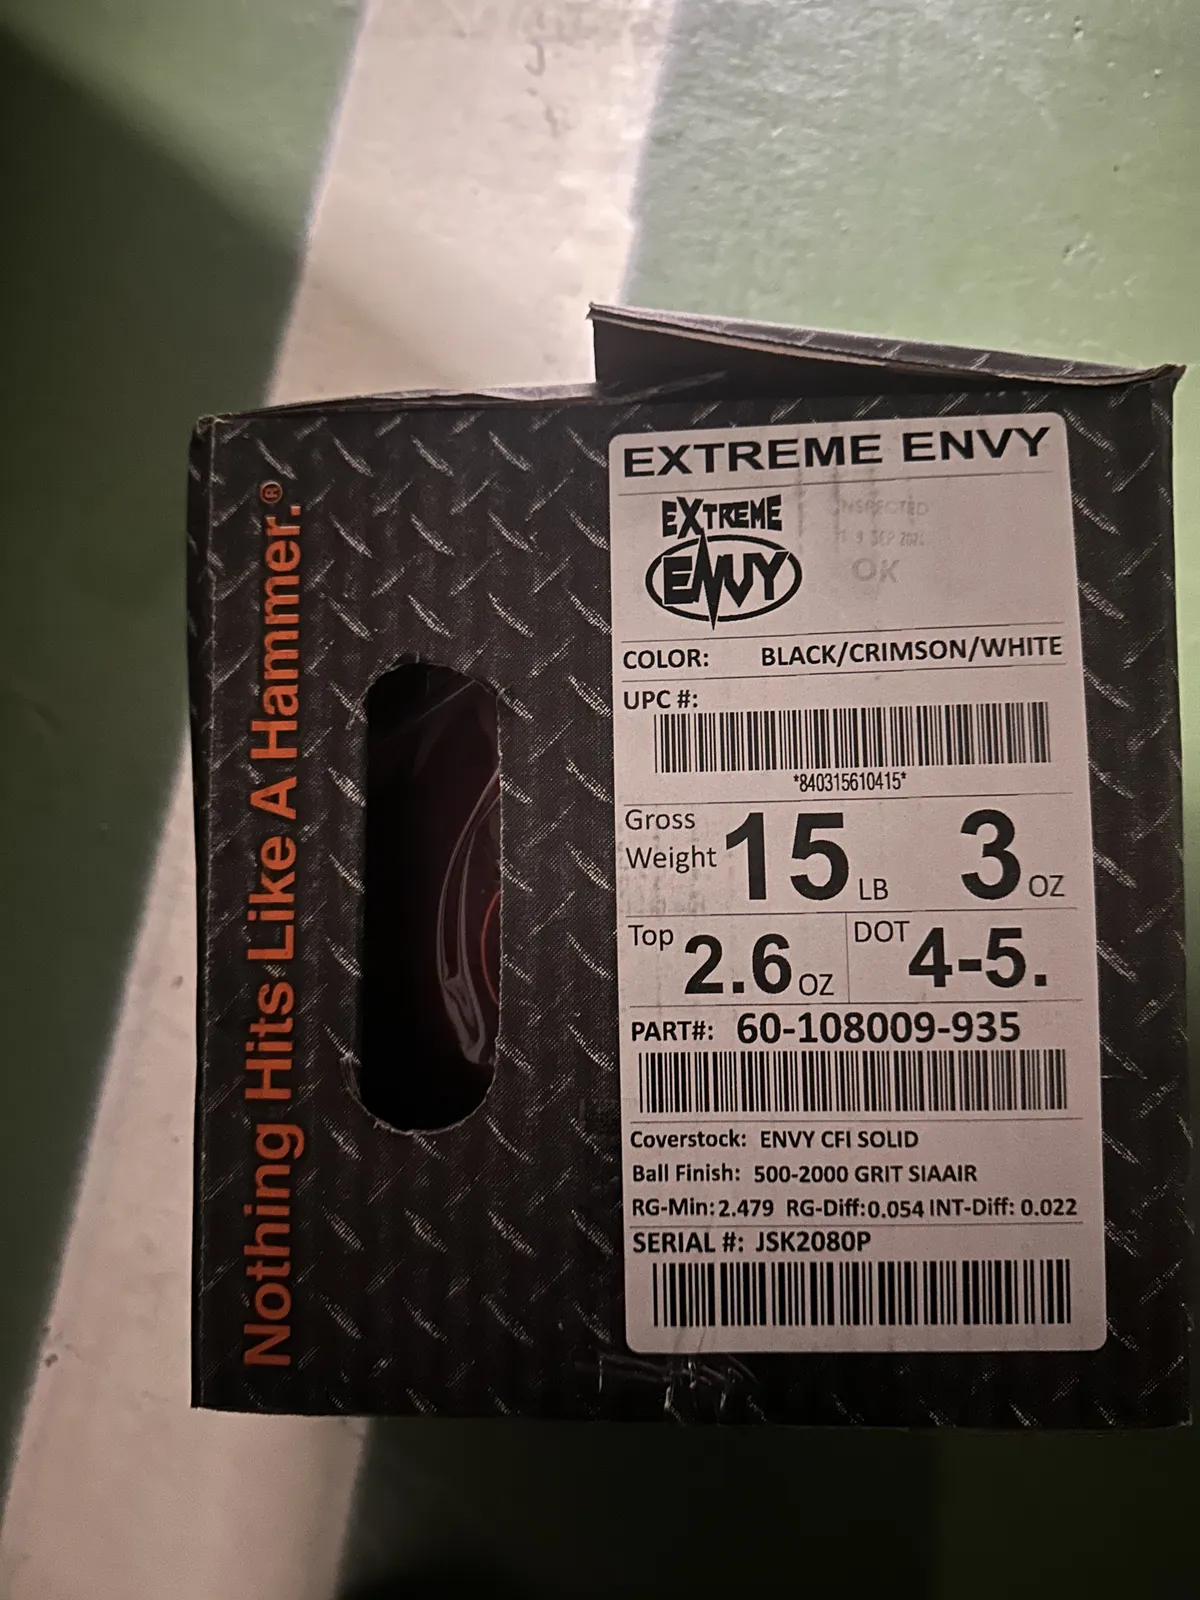 Nothing Hits Like A Hammer.®
EXTREME ENVY
EXTREME
ENVY
INSPECTED
OK
COLOR: BLACK/CRIMSON/WHITE
UPC #:
*840315610415*
Gross
Weight 15 LB 3 OZ
Top 2.6 OZ DOT 4-5.
PART#: 60-108009-935
Coverstock: ENVY CFI SOLID
Ball Finish: 500-2000 GRIT SIAAIR
RG-Min:2.479 RG-Diff:0.054 INT-Diff: 0.022
SERIAL #: JSK2080P